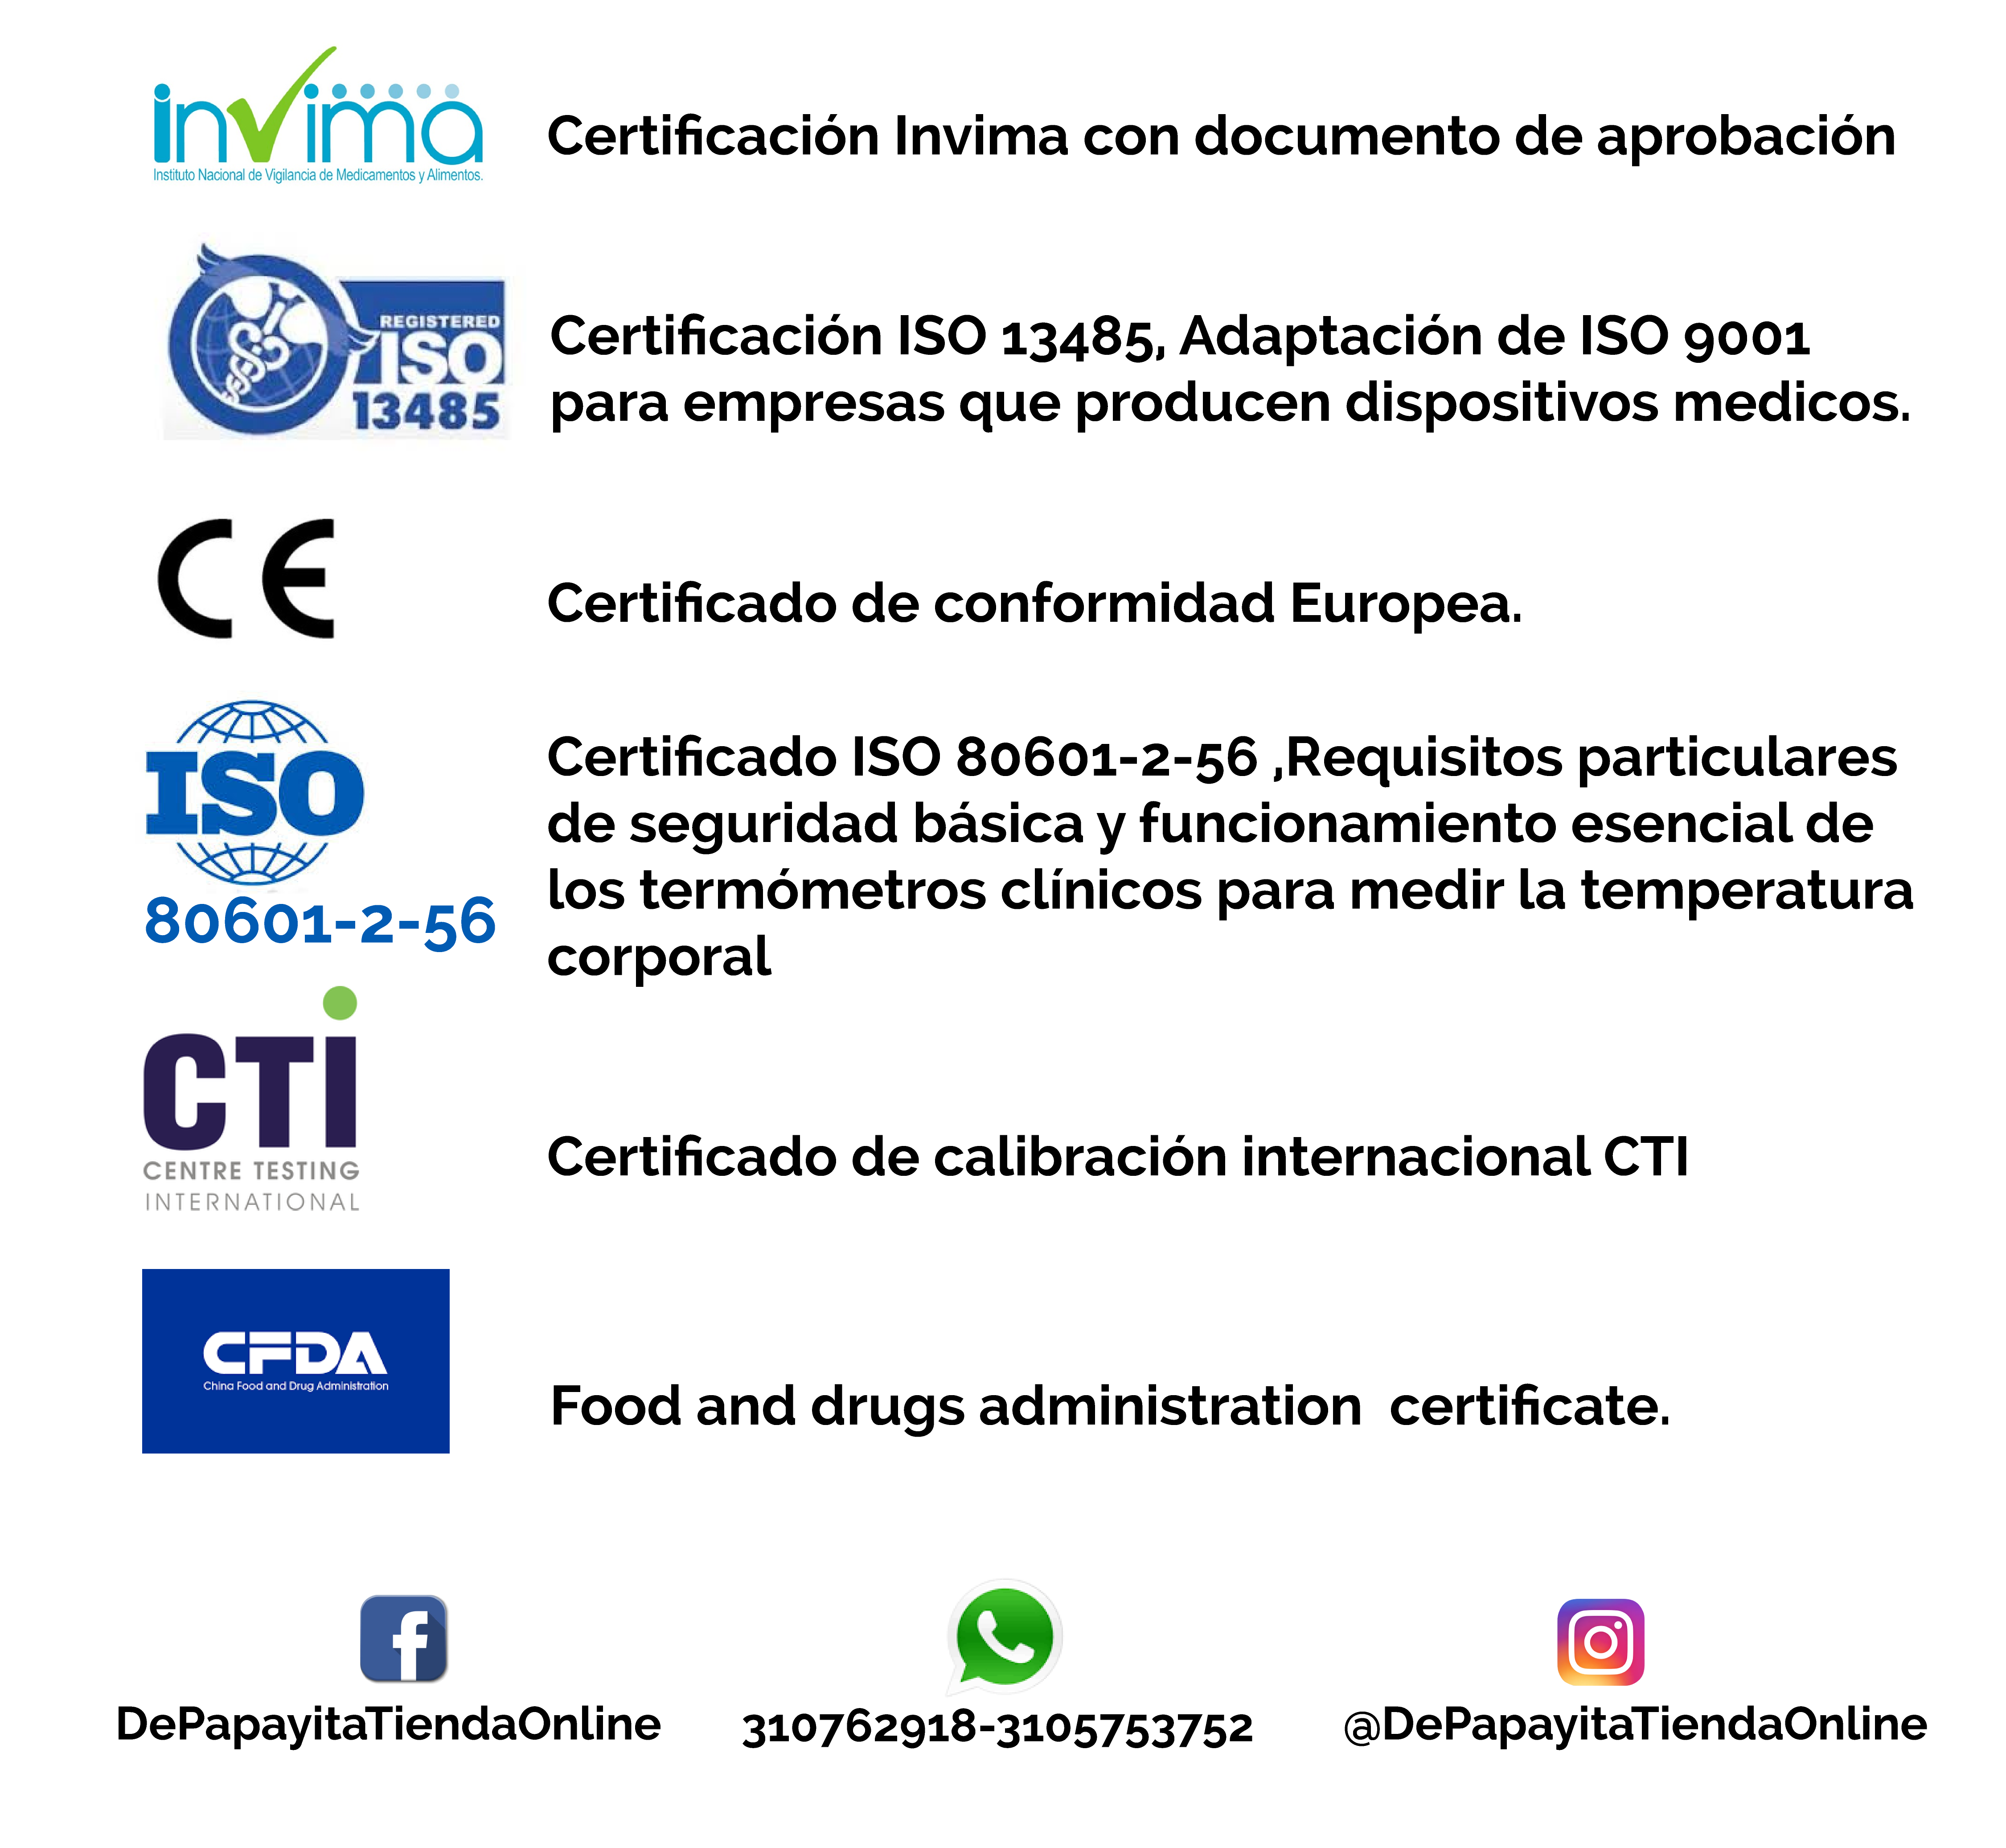 invima
Instituto Nacional de Vigilancia de Medicamentos y Alimentos.
Certificación Invima con documento de aprobación
REGISTERED
ISO
13485
Certificación ISO 13485, Adaptación de ISO 9001
para empresas que producen dispositivos medicos.
CE
Certificado de conformidad Europea.
ISO
80601-2-56
Certificado ISO 80601-2-56 ,Requisitos particulares
de seguridad básica y funcionamiento esencial de
los termómetros clínicos para medir la temperatura
corporal
CTI
CENTRE TESTING
INTERNATIONAL
Certificado de calibración internacional CTI
CFDA
China Food and Drug Administration
Food and drugs administration  certificate.
DePapayitaTiendaOnline
310762918-3105753752
@DePapayitaTiendaOnline